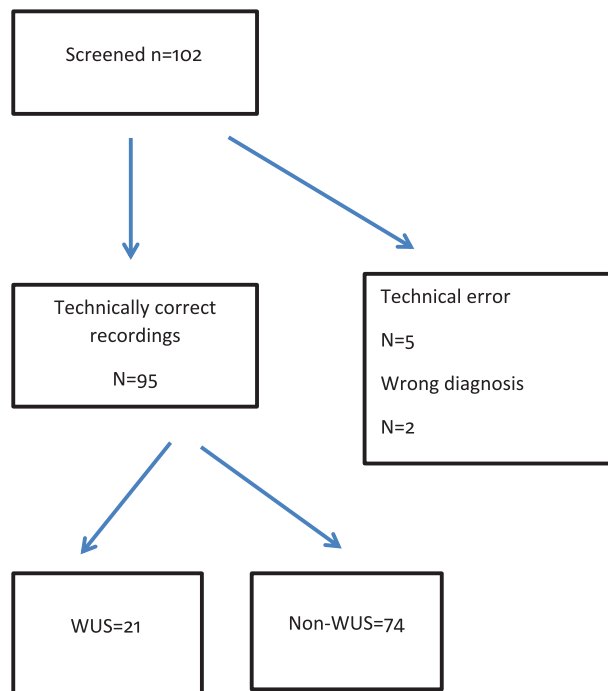 Screened n=102
Technically correct
recordings
N=95
Technical error
N=5
Wrong diagnosis
N=2
WUS=21
Non-WUS=74